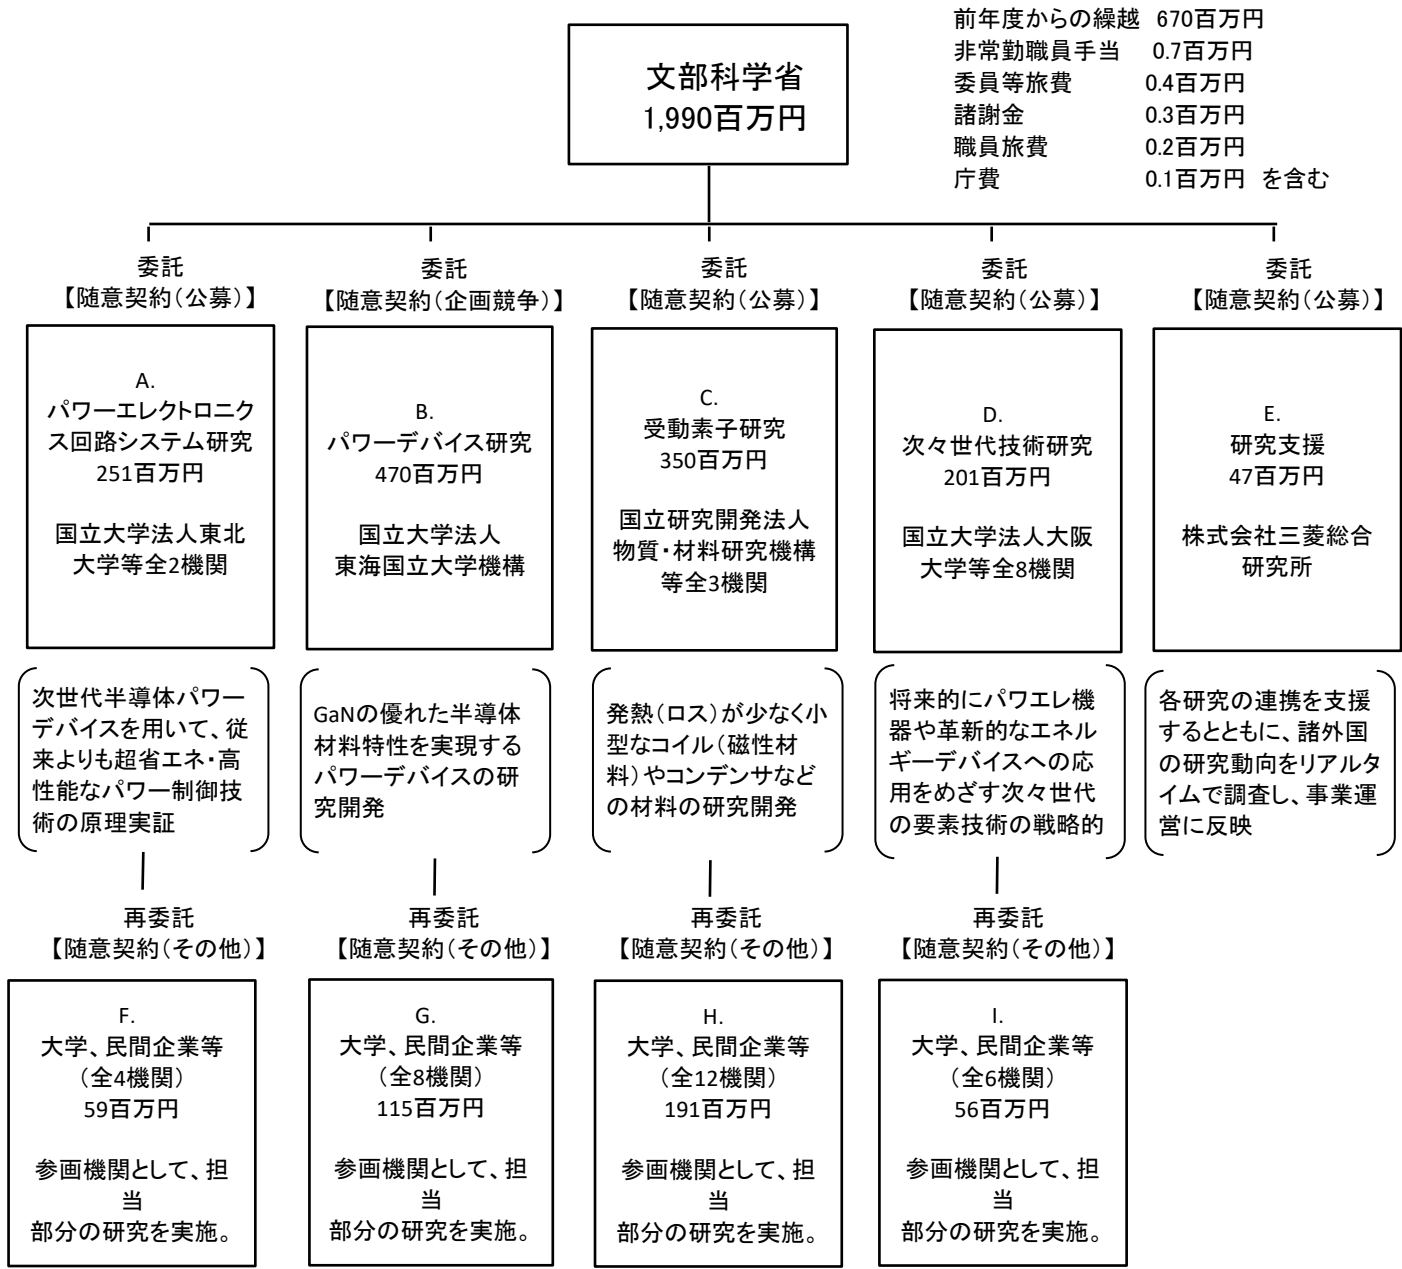 前年度からの繰越 670百万円
非常勤職員手当 0.7百万円
委員等旅費 0.4百万円
諸謝金 0.3百万円
職員旅費 0.2百万円
庁費 0.1百万円 を含む
文部科学省
1,990百万円
委託
【随意契約(公募)】
A.
パワーエレクトロニク
ス回路システム研究
251百万円
国立大学法人東北
大学等全2機関
次世代半導体パワー
デバイスを用いて、従
来よりも超省エネ・高
性能なパワー制御技
術の原理実証
委託
【随意契約(企画競争)】
B.
パワーデバイス研究
470百万円
国立大学法人
東海国立大学機構
GaNの優れた半導体
材料特性を実現する
パワーデバイスの研
究開発
委託
【随意契約(公募)】
C.
受動素子研究
350百万円
国立研究開発法人
物質・材料研究機構
等全3機関
発熱(ロス)が少なく小
型なコイル(磁性材
料)やコンデンサなど
の材料の研究開発
委託
【随意契約(公募)】
D.
次々世代技術研究
201百万円
国立大学法人大阪
大学等全8機関
将来的にパワエレ機
器や革新的なエネル
ギーデバイスへの応
用をめざす次々世代
の要素技術の戦略的
委託
【随意契約(公募)】
E.
研究支援
47百万円
株式会社三菱総合
研究所
各研究の連携を支援
するとともに、諸外国
の研究動向をリアルタ
イムで調査し、事業運
営に反映
再委託
【随意契約(その他)】
F.
大学、民間企業等
(全4機関)
59百万円
参画機関として、担
当
部分の研究を実施。
再委託
【随意契約(その他)】
G.
大学、民間企業等
(全8機関)
115百万円
参画機関として、担
当
部分の研究を実施。
再委託
【随意契約(その他)】
H.
大学、民間企業等
(全12機関)
191百万円
参画機関として、担
当
部分の研究を実施。
再委託
【随意契約(その他)】
I.
大学、民間企業等
(全6機関)
56百万円
参画機関として、担
当
部分の研究を実施。